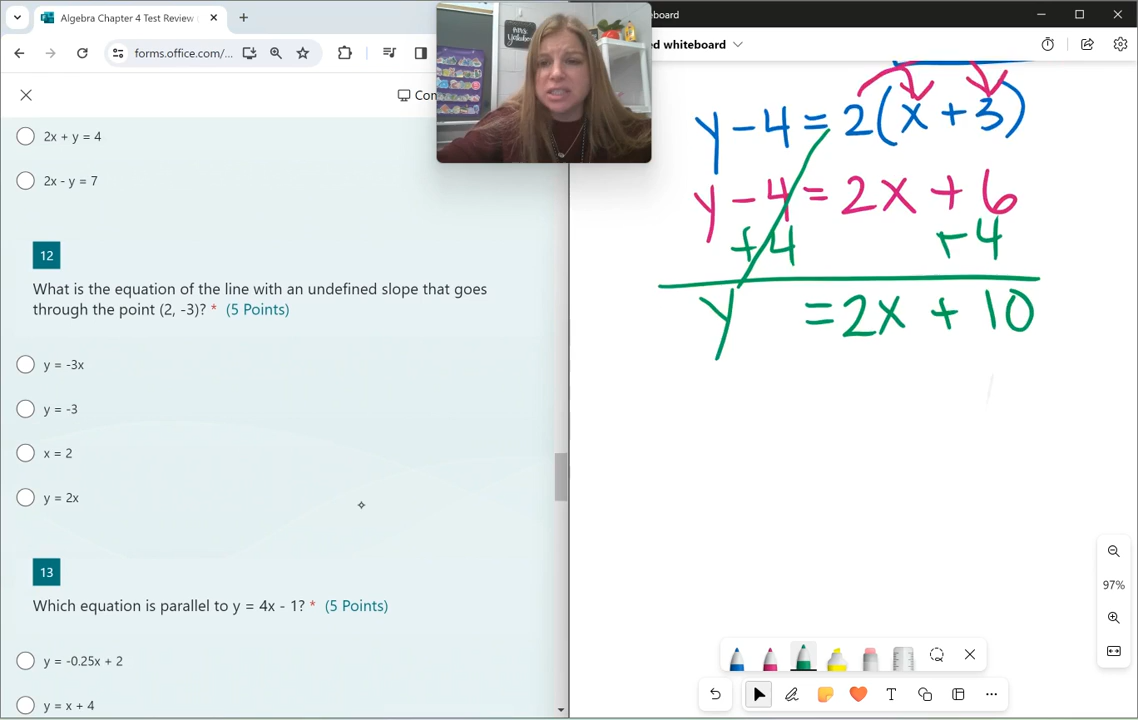 Algebra Chapter 4 Test Review
forms.office.com/...
Con
2x + y = 4
2x - y = 7
12
What is the equation of the line with an undefined slope that goes
through the point (2, -3)? * (5 Points)
y = -3x
y = -3
x = 2
y = 2x
13
Which equation is parallel to y = 4x - 1? * (5 Points)
y = -0.25x + 2
y = x + 4
eboard
ed whiteboard
y - 4 = 2(x + 3)
y - 4 = 2x + 6
+4 +4
y = 2x + 10
97%
T